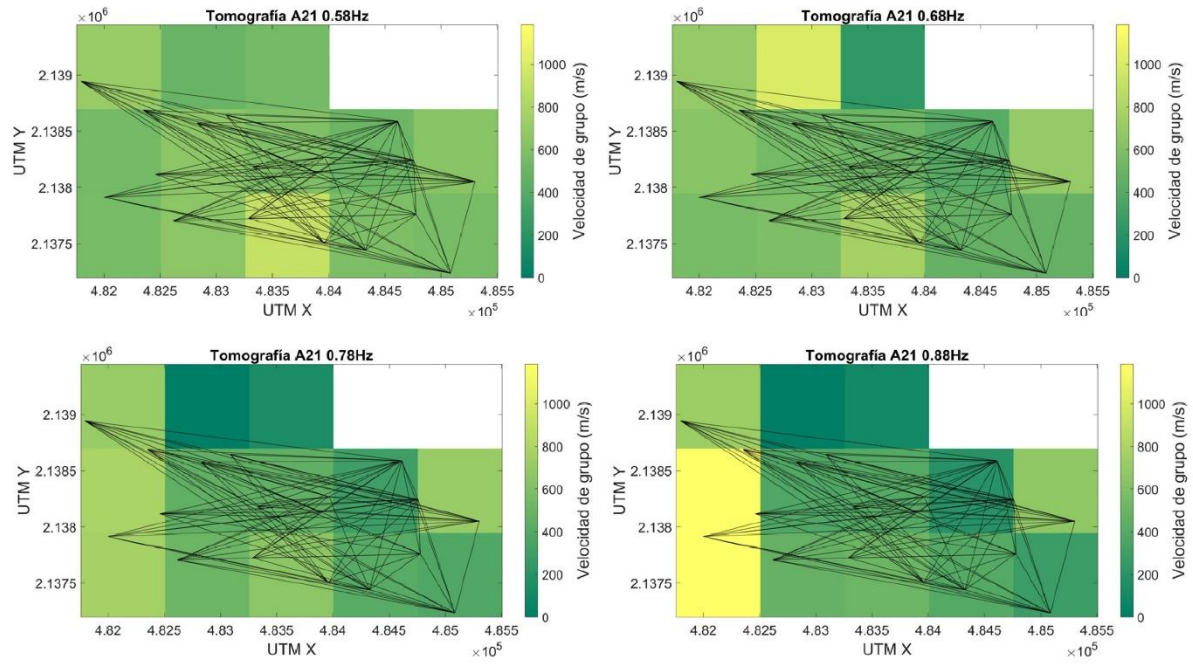 Tomografía A21 0.58Hz
×10⁶
2.139
2.1385
2.138
2.1375
UTM Y
4.82 4.825 4.83 4.835 4.84 4.845 4.85 4.855
UTM X
×10⁵
1000
800
600
400
200
0
Velocidad de grupo (m/s)
Tomografía A21 0.68Hz
×10⁶
2.139
2.1385
2.138
2.1375
UTM Y
4.82 4.825 4.83 4.835 4.84 4.845 4.85 4.855
UTM X
×10⁵
1000
800
600
400
200
0
Velocidad de grupo (m/s)
Tomografía A21 0.78Hz
×10⁶
2.139
2.1385
2.138
2.1375
UTM Y
4.82 4.825 4.83 4.835 4.84 4.845 4.85 4.855
UTM X
×10⁵
1000
800
600
400
200
0
Velocidad de grupo (m/s)
Tomografía A21 0.88Hz
×10⁶
2.139
2.1385
2.138
2.1375
UTM Y
4.82 4.825 4.83 4.835 4.84 4.845 4.85 4.855
UTM X
×10⁵
1000
800
600
400
200
0
Velocidad de grupo (m/s)